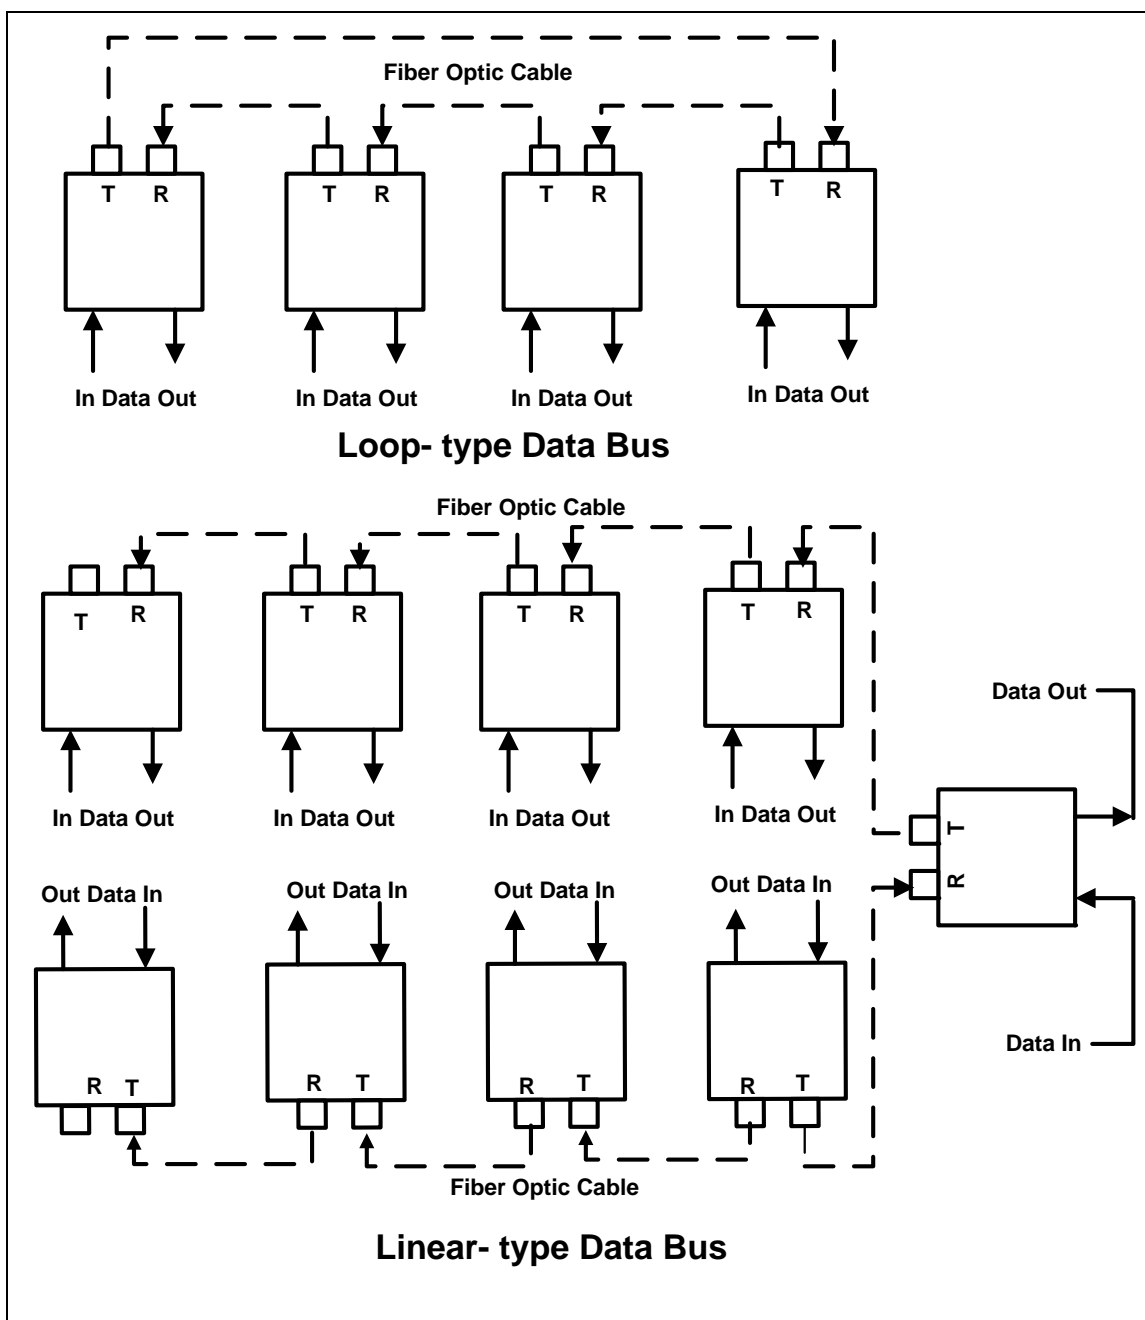 Fiber Optic Cable
T R
T R
T R
T R
In Data Out
In Data Out
In Data Out
In Data Out
Loop- type Data Bus
Fiber Optic Cable
T R
T R
T R
T R
Data Out
In Data Out
In Data Out
In Data Out
In Data Out
T
R
Out Data In
Out Data In
Out Data In
Out Data In
Data In
R T
R T
R T
R T
Fiber Optic Cable
Linear- type Data Bus